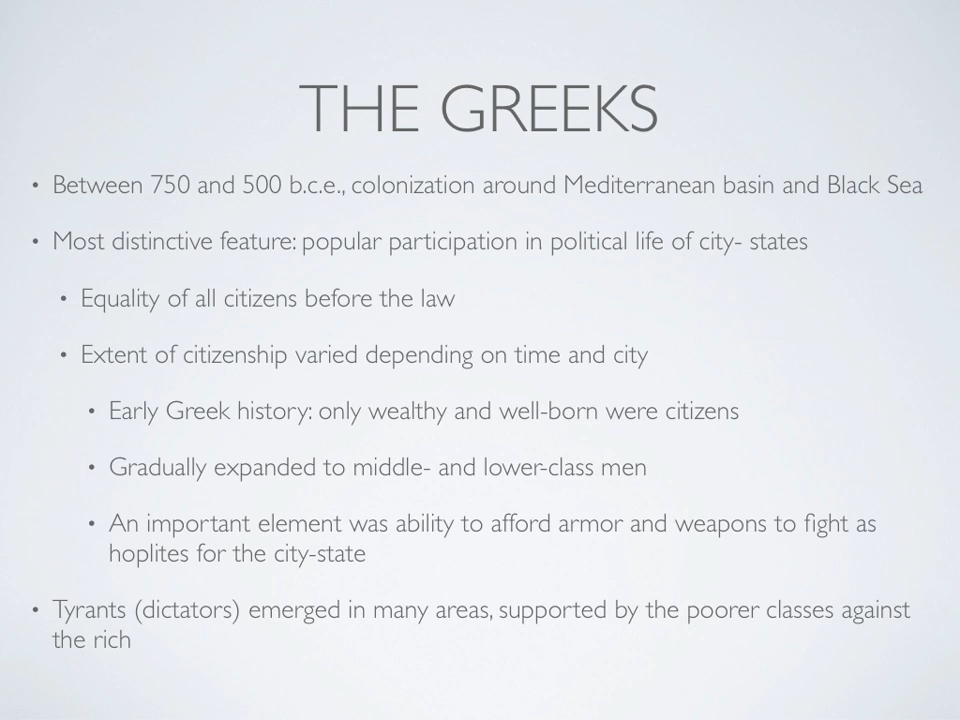 THE GREEKS
• Between 750 and 500 b.c.e., colonization around Mediterranean basin and Black Sea
• Most distinctive feature: popular participation in political life of city- states
• Equality of all citizens before the law
• Extent of citizenship varied depending on time and city
• Early Greek history: only wealthy and well-born were citizens
• Gradually expanded to middle- and lower-class men
• An important element was ability to afford armor and weapons to fight as
hoplites for the city-state
• Tyrants (dictators) emerged in many areas, supported by the poorer classes against
the rich